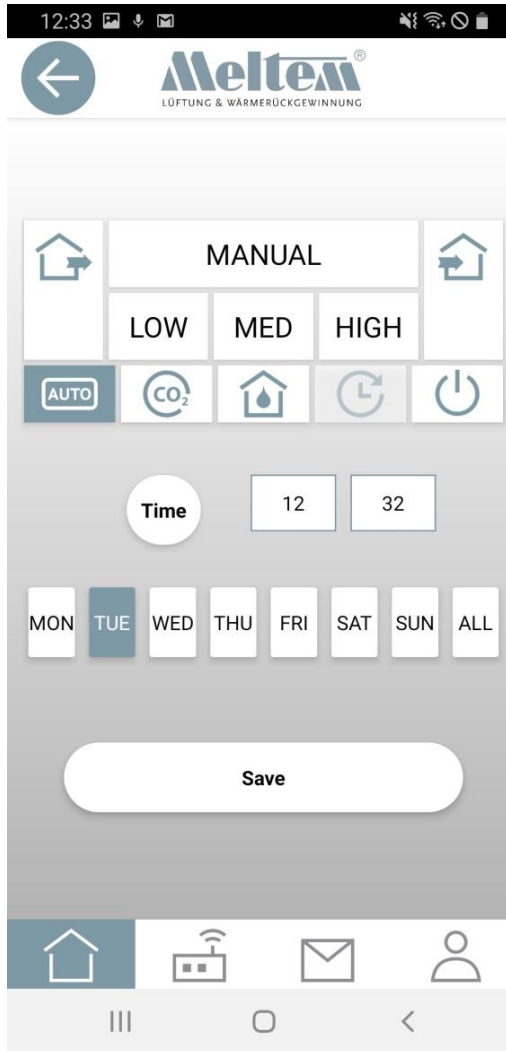 12:33
Meltem®
LÜFTUNG & WÄRMERÜCKGEWINNUNG
MANUAL
LOW MED HIGH
AUTO CO₂
Time 12 32
MON TUE WED THU FRI SAT SUN ALL
Save